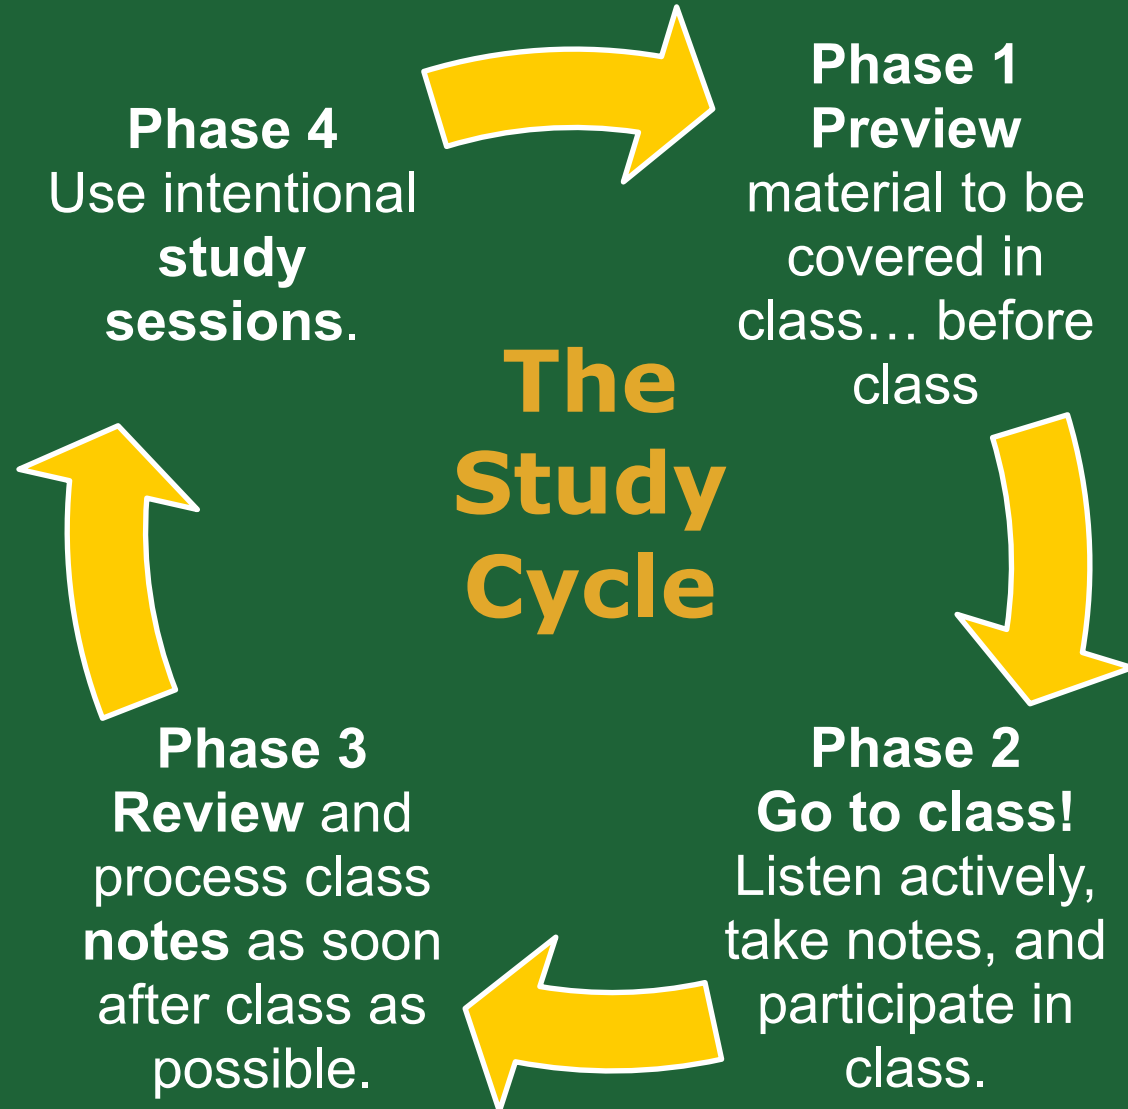 Phase 4
Use intentional
study
sessions.
Phase 1
Preview
material to be
covered in
class… before
class
The
Study
Cycle
Phase 3
Review and
process class
notes as soon
after class as
possible.
Phase 2
Go to class!
Listen actively,
take notes, and
participate in
class.